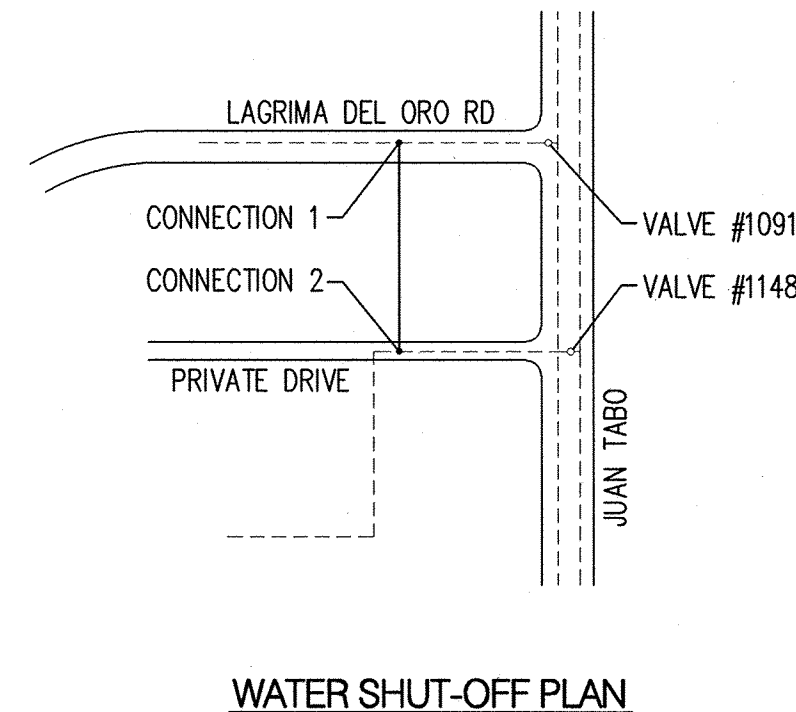 LAGRIMA DEL ORO RD
CONNECTION 1
VALVE #1091
CONNECTION 2
VALVE #1148
PRIVATE DRIVE
JUAN TABO
WATER SHUT-OFF PLAN